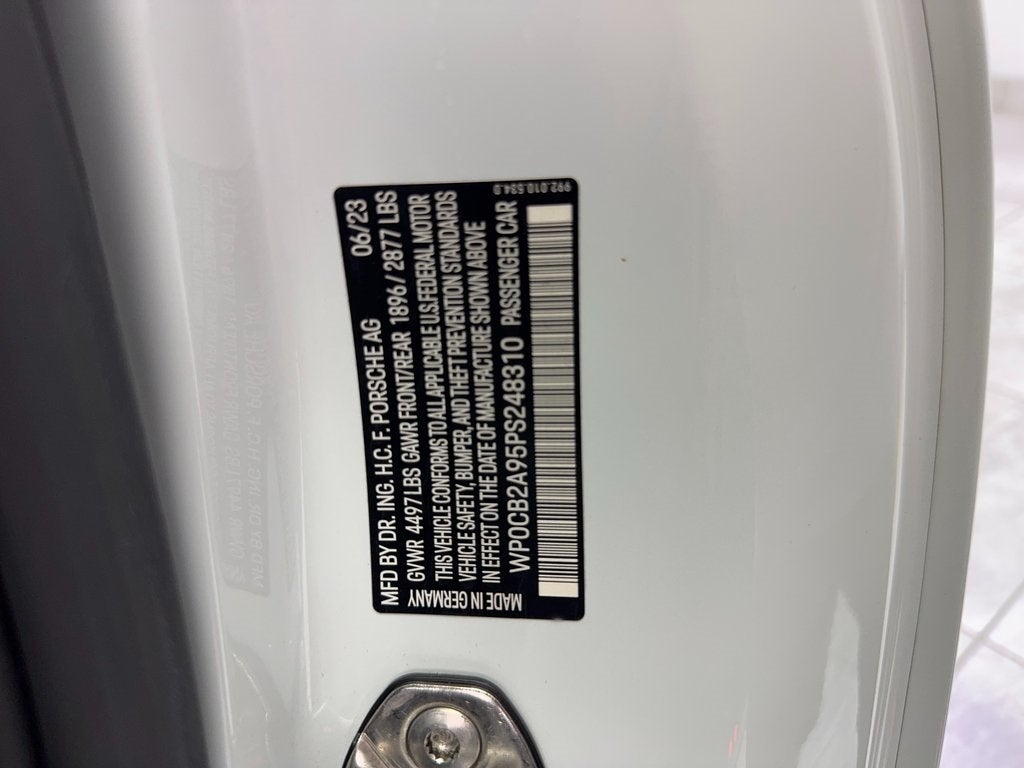 MFD BY DR. ING. H.C. F. PORSCHE AG 06/23
GVWR 4497 LBS GAWR FRONT/REAR 1896/2877 LBS
THIS VEHICLE CONFORMS TO ALL APPLICABLE U.S. FEDERAL MOTOR
VEHICLE SAFETY, BUMPER, AND THEFT PREVENTION STANDARDS
IN EFFECT ON THE DATE OF MANUFACTURE SHOWN ABOVE
WP0CB2A95PS248310 PASSENGER CAR
MADE IN GERMANY
992.010.534.0